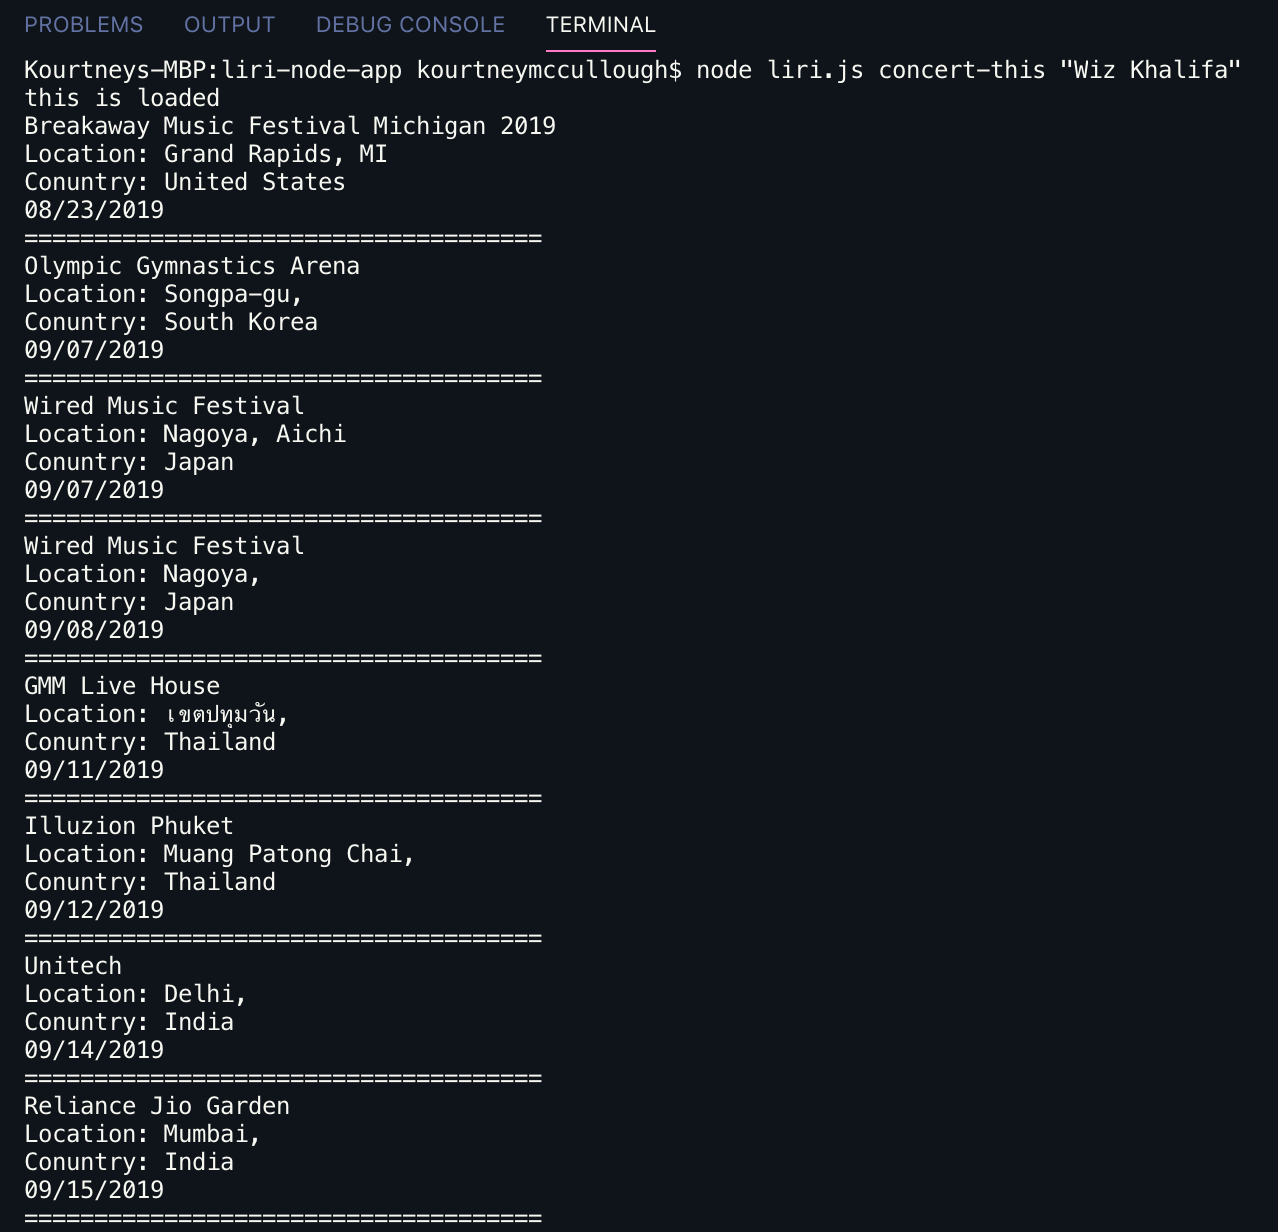 PROBLEMS OUTPUT DEBUG CONSOLE TERMINAL
Kourtneys-MBP:liri-node-app kourtneymccullough$ node liri.js concert-this "Wiz Khalifa"
this is loaded
Breakaway Music Festival Michigan 2019
Location: Grand Rapids, MI
Conuntry: United States
08/23/2019
=====================================
Olympic Gymnastics Arena
Location: Songpa-gu,
Conuntry: South Korea
09/07/2019
=====================================
Wired Music Festival
Location: Nagoya, Aichi
Conuntry: Japan
09/07/2019
=====================================
Wired Music Festival
Location: Nagoya,
Conuntry: Japan
09/08/2019
=====================================
GMM Live House
Location: เขตปทุมวัน,
Conuntry: Thailand
09/11/2019
=====================================
Illuzion Phuket
Location: Muang Patong Chai,
Conuntry: Thailand
09/12/2019
=====================================
Unitech
Location: Delhi,
Conuntry: India
09/14/2019
=====================================
Reliance Jio Garden
Location: Mumbai,
Conuntry: India
09/15/2019
=====================================